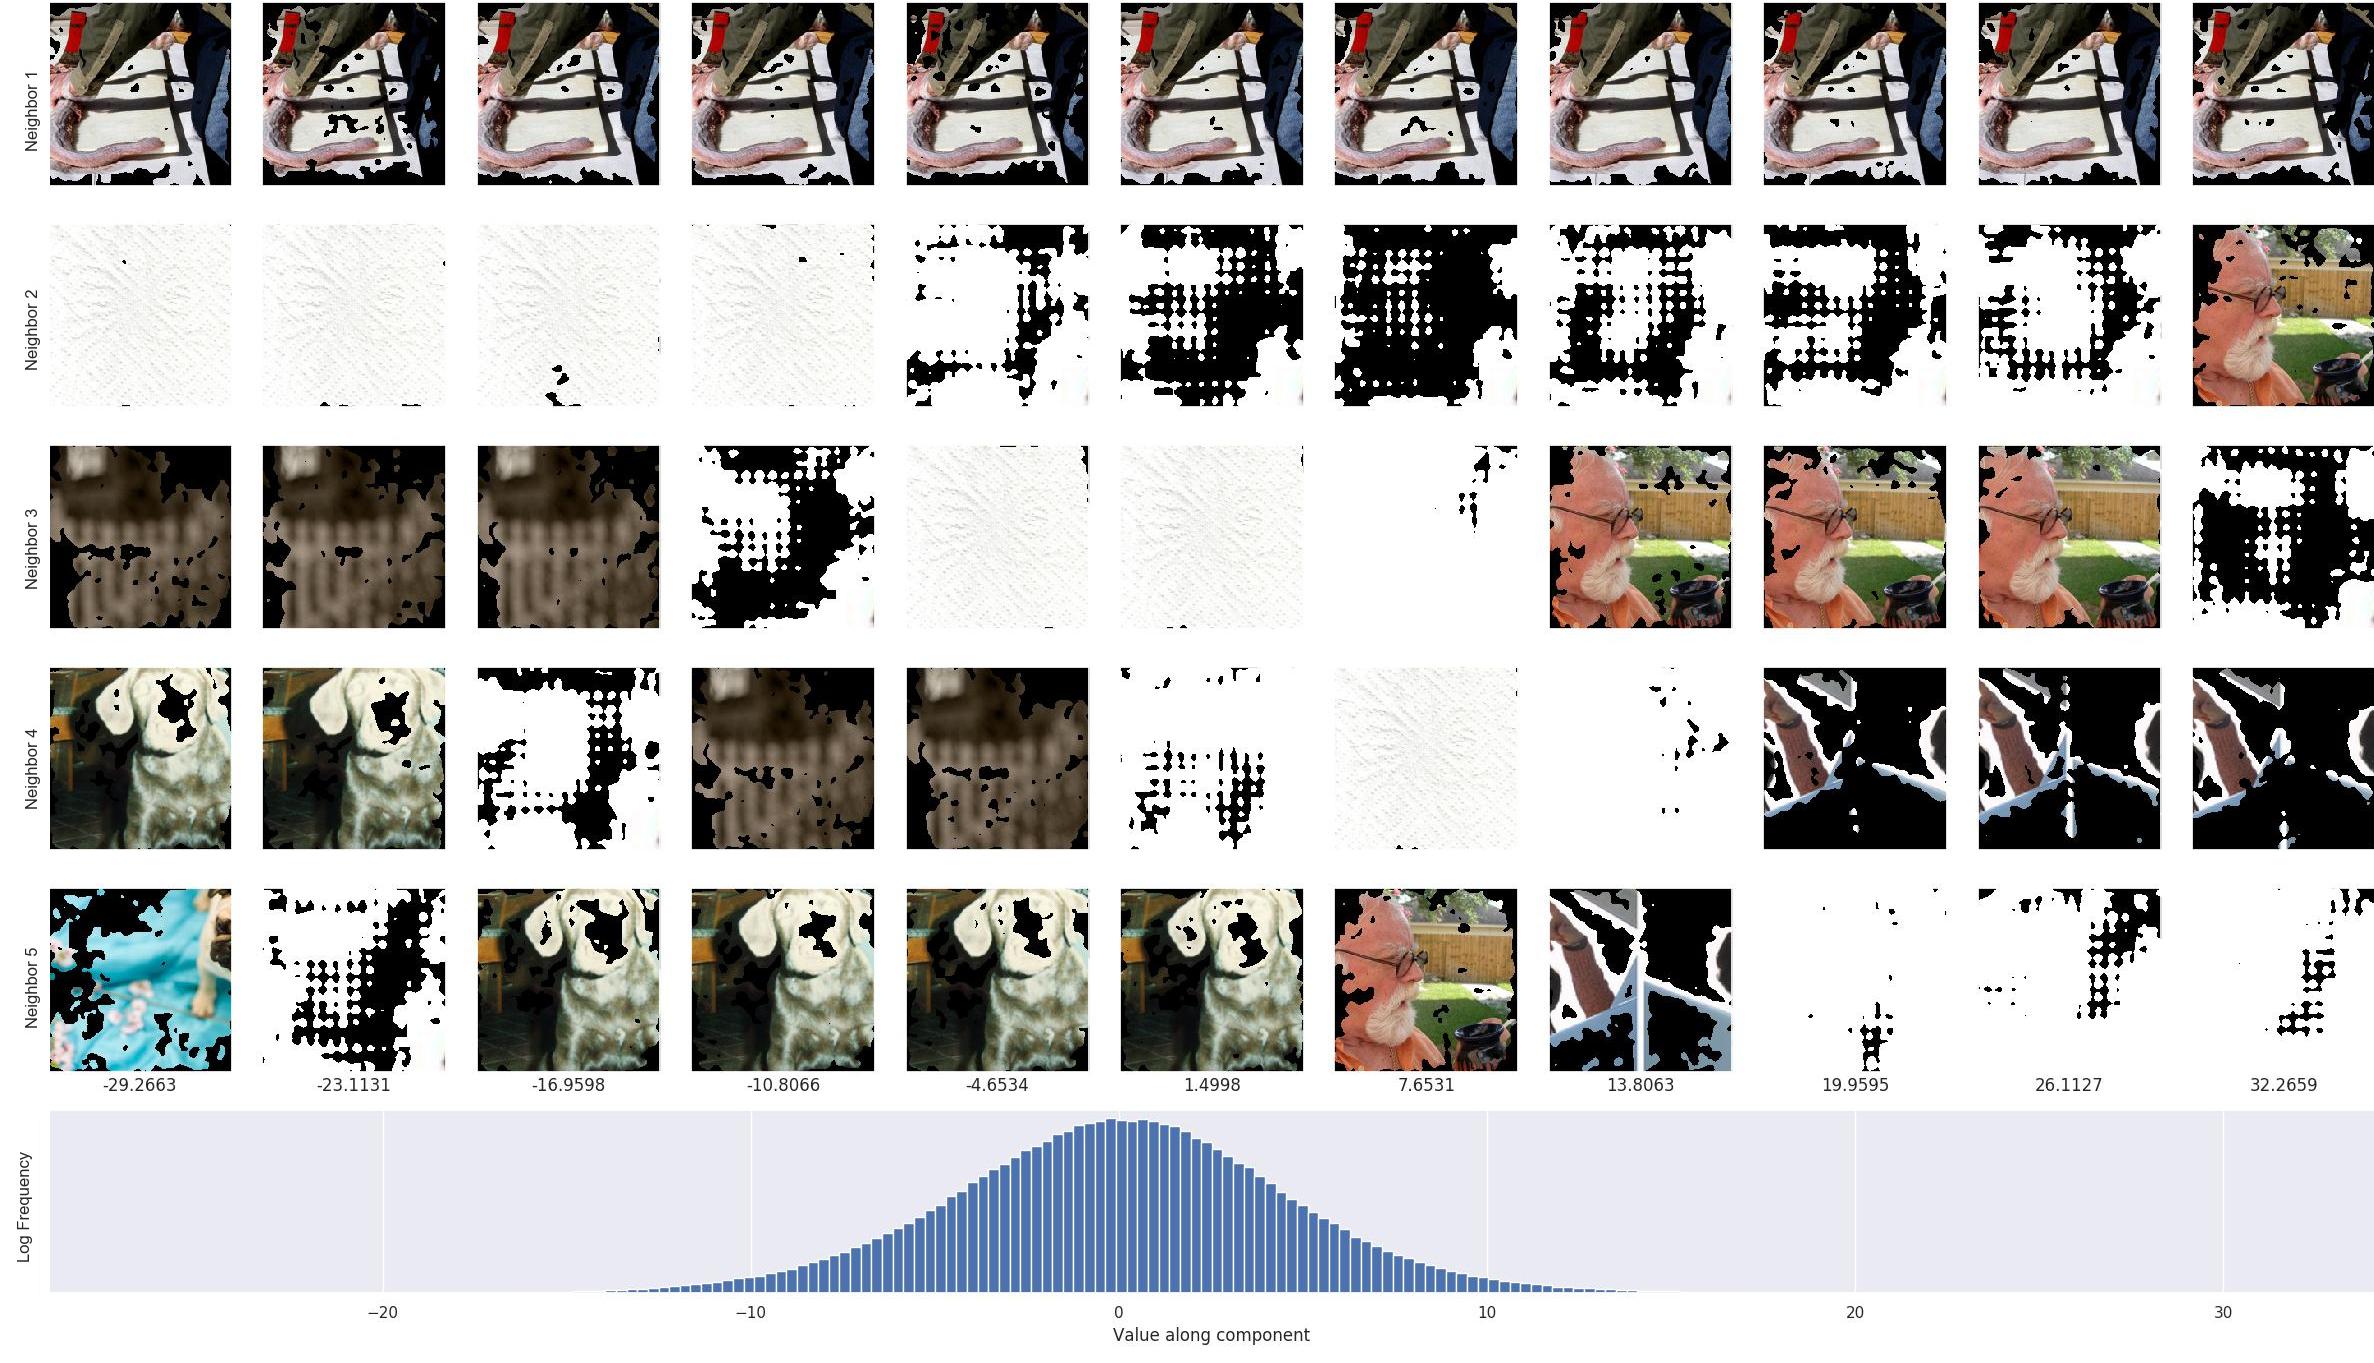 Neighbor 1
Neighbor 2
Neighbor 3
Neighbor 4
Neighbor 5
-29.2663 -23.1131 -16.9598 -10.8066 -4.6534 1.4998 7.6531 13.8063 19.9595 26.1127 32.2659
Log Frequency
−20 −10 0 10 20 30
Value along component